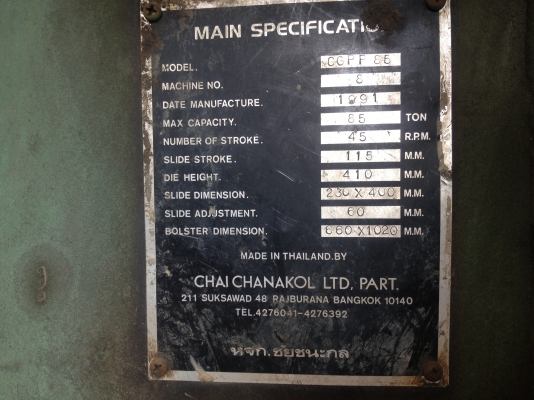 MAIN SPECIFICATIO
MODEL. CCPF 85
MACHINE NO. 8
DATE MANUFACTURE. 1991
MAX CAPACITY. 85 TON
NUMBER OF STROKE. 45 R.P.M.
SLIDE STROKE. 115 M.M.
DIE HEIGHT. 410 M.M.
SLIDE DIMENSION. 230 X 400 M.M.
SLIDE ADJUSTMENT. 60 M.M.
BOLSTER DIMENSION. 660 X 1020 M.M.
MADE IN THAILAND.BY
CHAI CHANAKOL LTD, PART.
211 SUKSAWAD 48 RAJBURANA BANGKOK 10140
TEL.4276041-4276392
หจก.ชัยชนะกล